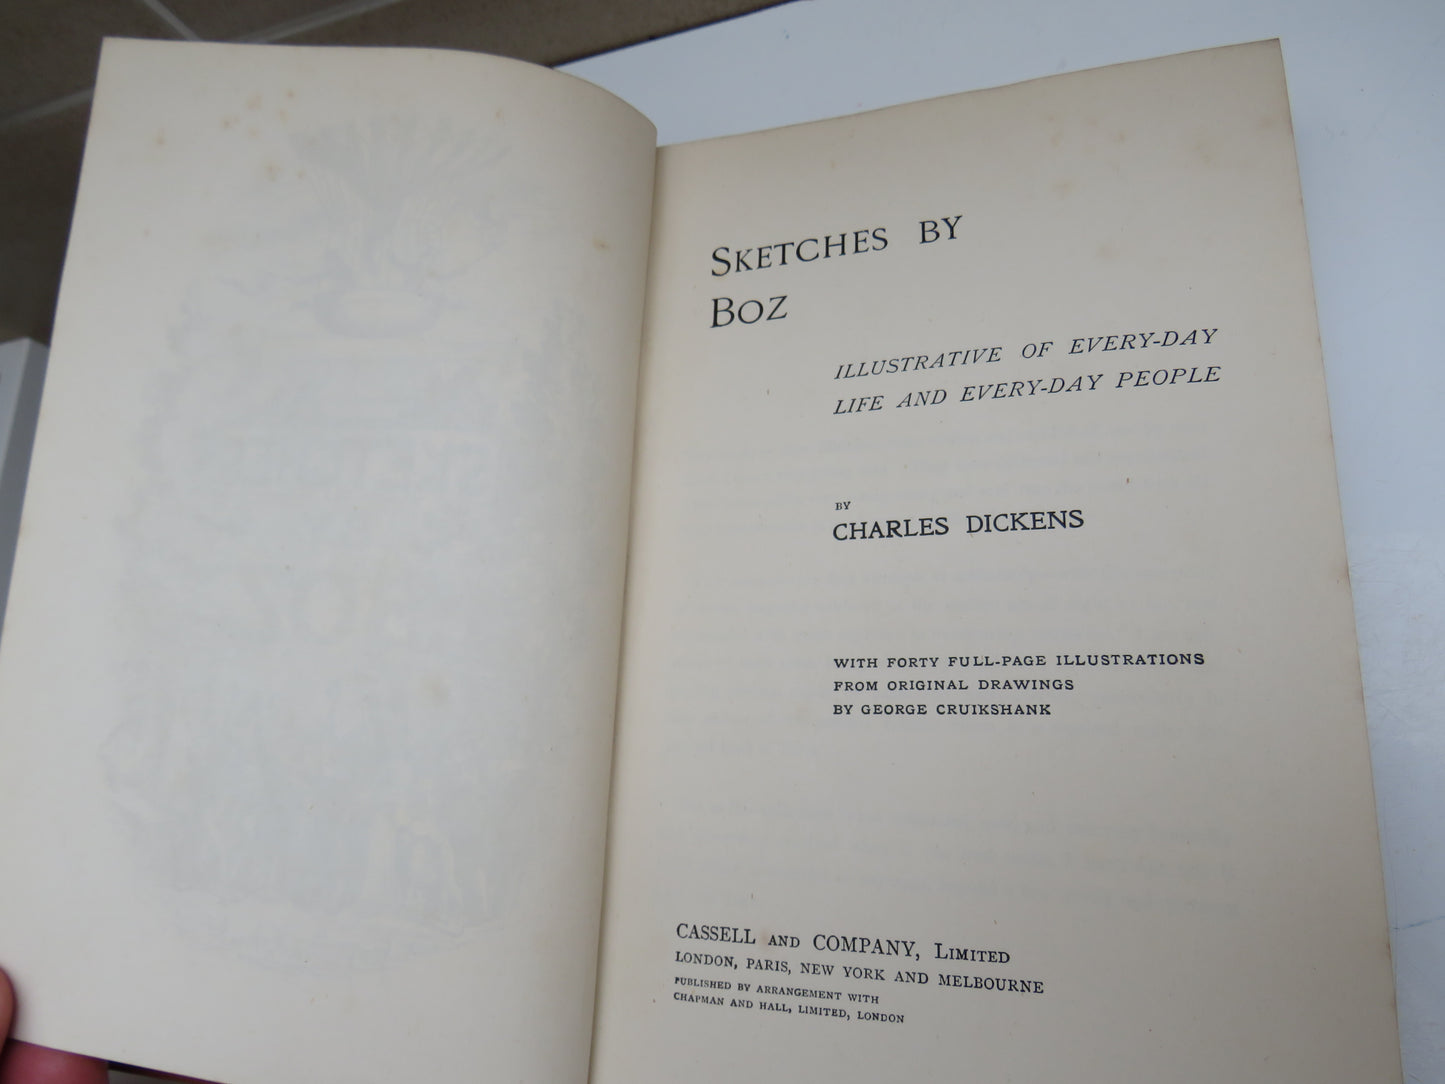 SKETCHES BY
BOZ
ILLUSTRATIVE OF EVERY-DAY
LIFE AND EVERY-DAY PEOPLE
BY
CHARLES DICKENS
WITH FORTY FULL-PAGE ILLUSTRATIONS
FROM ORIGINAL DRAWINGS
BY GEORGE CRUIKSHANK
CASSELL AND COMPANY, LIMITED
LONDON, PARIS, NEW YORK AND MELBOURNE
PUBLISHED BY ARRANGEMENT WITH
CHAPMAN AND HALL, LIMITED, LONDON